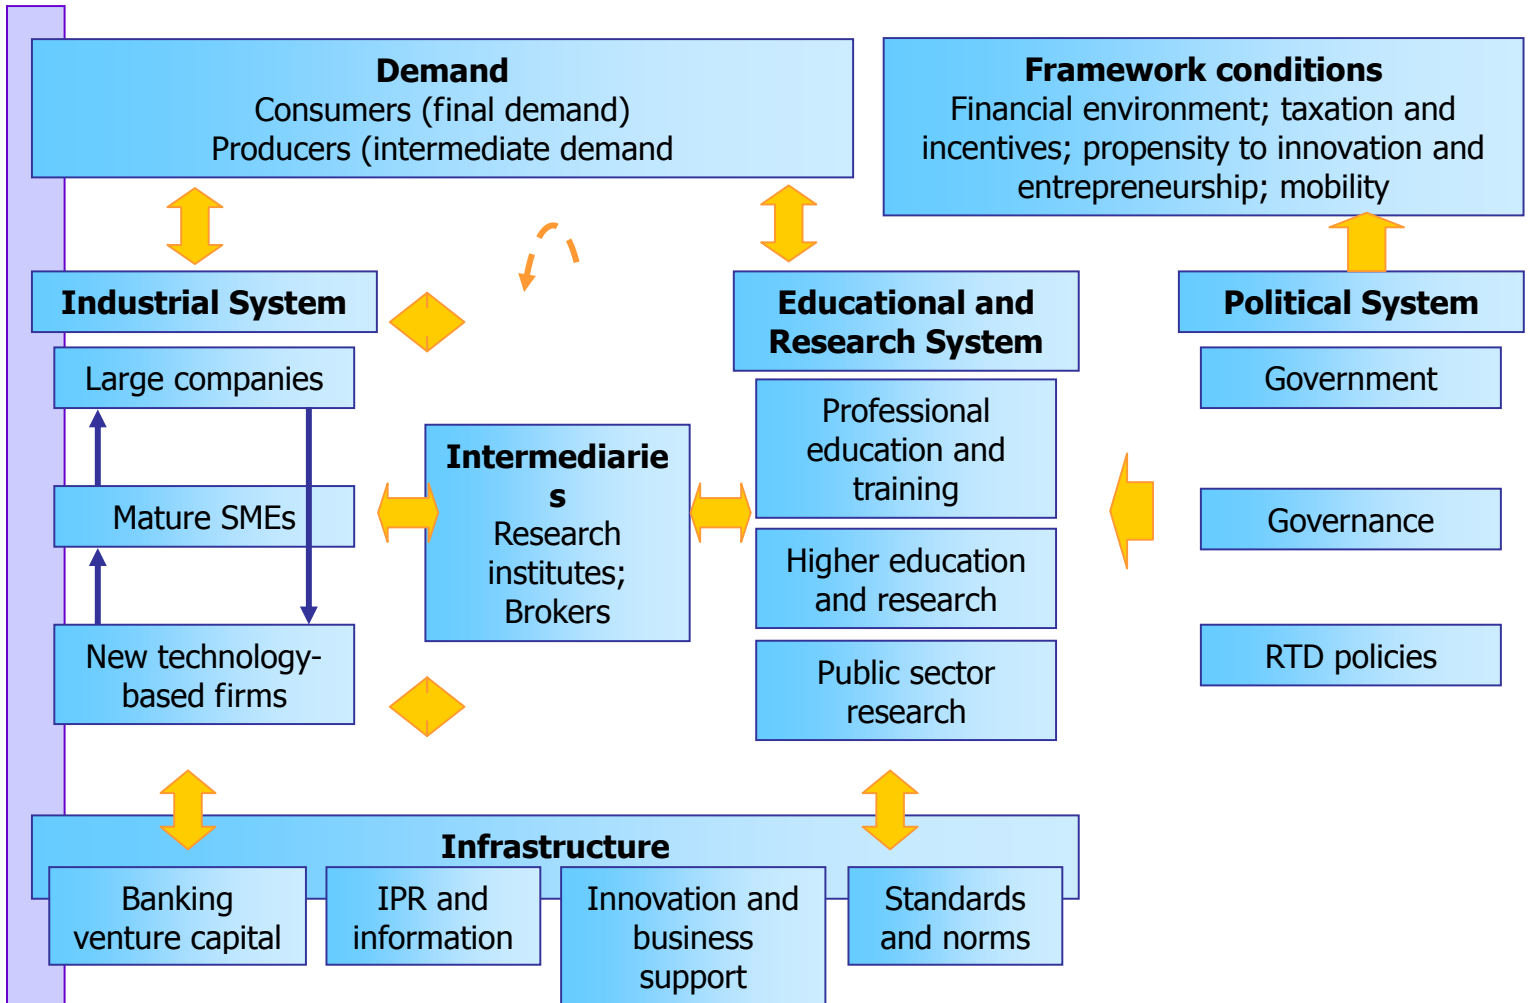 Demand
Consumers (final demand)
Producers (intermediate demand
Framework conditions
Financial environment; taxation and
incentives; propensity to innovation and
entrepreneurship; mobility
Industrial System
Large companies
Mature SMEs
New technology-
based firms
Intermediarie
s
Research
institutes;
Brokers
Educational and
Research System
Professional
education and
training
Higher education
and research
Public sector
research
Political System
Government
Governance
RTD policies
Infrastructure
Banking
venture capital
IPR and
information
Innovation and
business
support
Standards
and norms